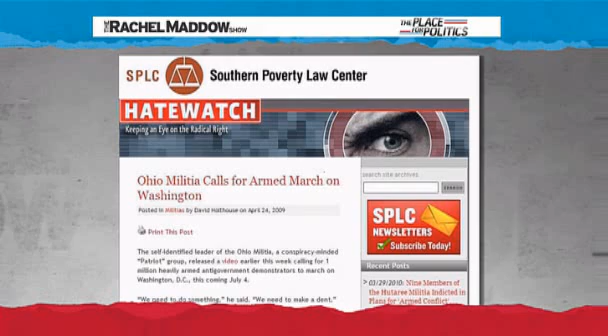 THE RACHEL MADDOW SHOW
THE PLACE FOR POLITICS
SPLC Southern Poverty Law Center
HATEWATCH
Keeping an Eye on the Radical Right
Ohio Militia Calls for Armed March on
Washington
Posted in Militias by David Holthouse on April 24, 2009
Print This Post
The self-identified leader of the Ohio Militia, a conspiracy-minded
"Patriot" group, released a video earlier this week calling for 1
million heavily armed antigovernment demonstrators to march on
Washington, D.C., this coming July 4.
"We need to do something," he said. "We need to make a dent."
search site archives
search
SPLC
NEWSLETTERS
Subscribe Today!
Recent Posts
03/29/2010: Nine Members of
the Hutaree Militia Indicted in
Plans for 'Armed Conflict'